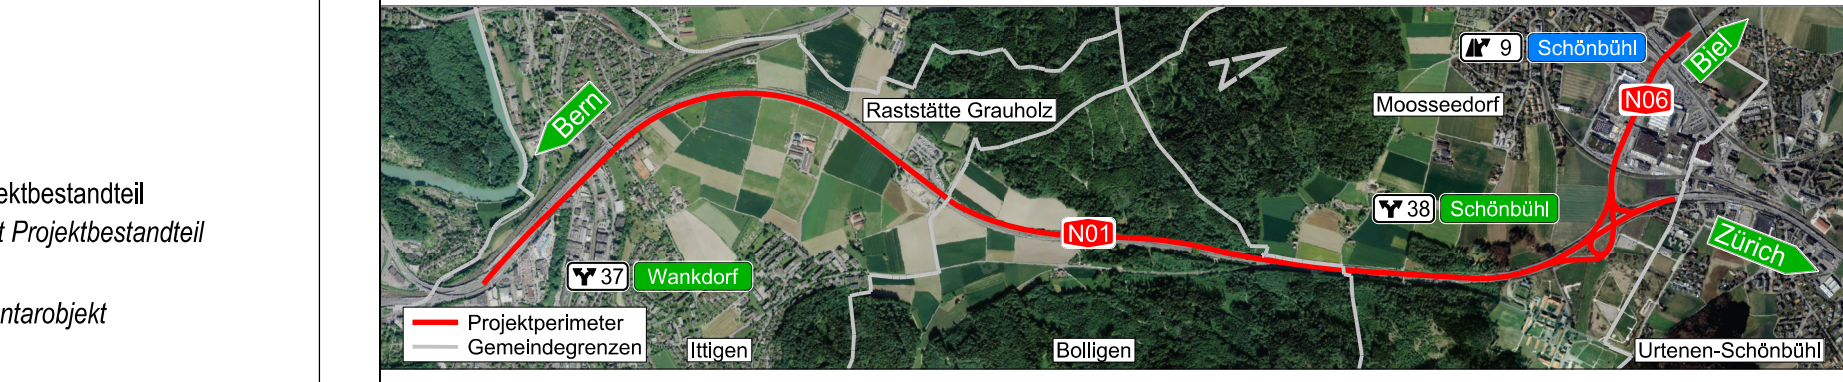 ektbestandteil
t Projektbestandteil
ntarobjekt
Bern
Raststätte Grauholz
Moosseedorf
9 Schönbühl
Biel
N06
38 Schönbühl
N01
Zürich
37 Wankdorf
Projektperimeter
Gemeindegrenzen
Ittigen
Bolligen
Urtenen-Schönbühl